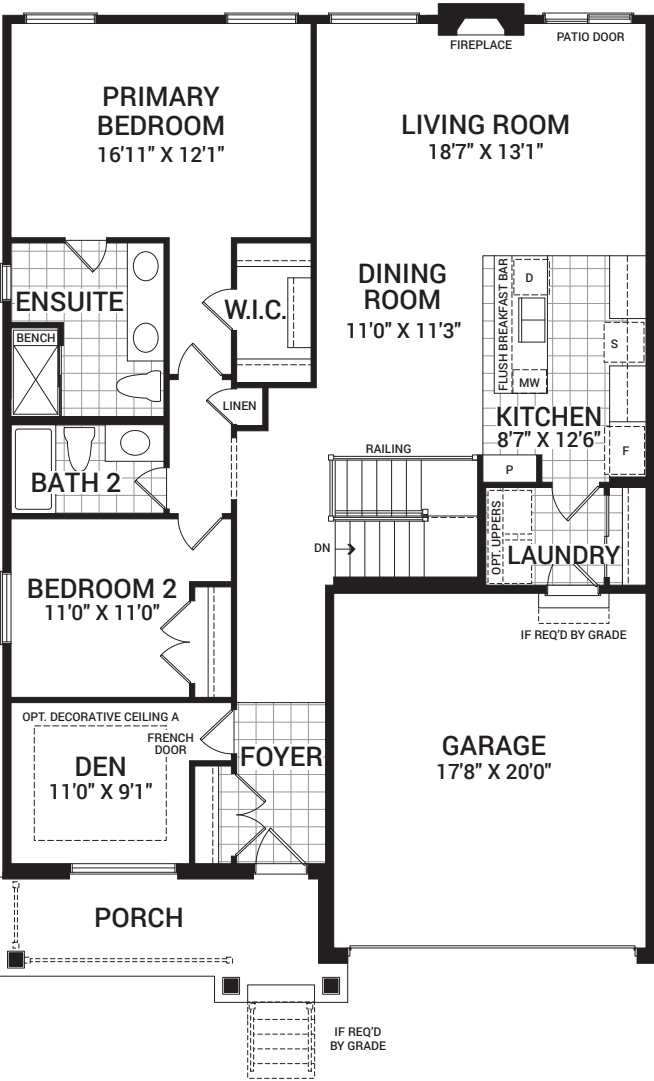 FIREPLACE
PATIO DOOR
PRIMARY
BEDROOM
16'11" X 12'1"
LIVING ROOM
18'7" X 13'1"
ENSUITE
BENCH
W.I.C.
LINEN
DINING
ROOM
11'0" X 11'3"
FLUSH BREAKFAST BAR
D
S
MW
KITCHEN
8'7" X 12'6"
F
P
RAILING
BATH 2
DN
OPT. UPPERS
LAUNDRY
IF REQ'D BY GRADE
BEDROOM 2
11'0" X 11'0"
OPT. DECORATIVE CEILING A
FRENCH
DOOR
DEN
11'0" X 9'1"
FOYER
GARAGE
17'8" X 20'0"
PORCH
IF REQ'D
BY GRADE